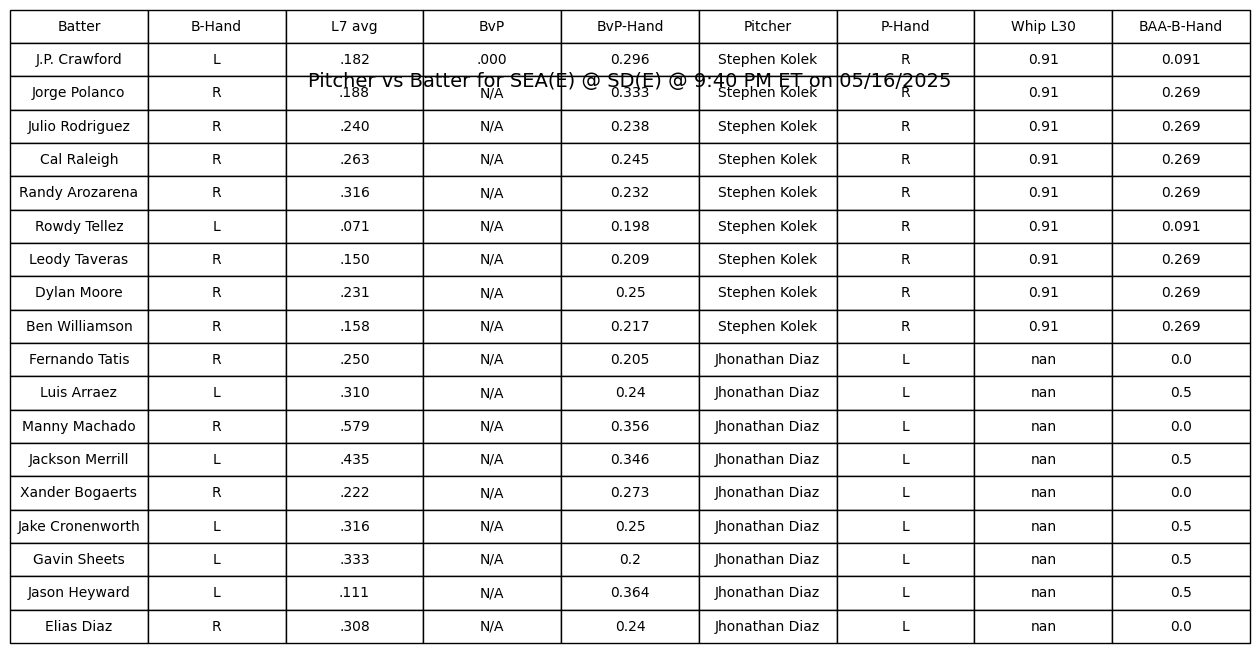 Batter B-Hand L7 avg BvP BvP-Hand Pitcher P-Hand Whip L30 BAA-B-Hand
J.P. Crawford L .182 .000 0.296 Stephen Kolek R 0.91 0.091
Pitcher vs Batter for SEA(E) @ SD(E) @ 9:40 PM ET on 05/16/2025
Jorge Polanco R .188 N/A 0.333 Stephen Kolek R 0.91 0.269
Julio Rodriguez R .240 N/A 0.238 Stephen Kolek R 0.91 0.269
Cal Raleigh R .263 N/A 0.245 Stephen Kolek R 0.91 0.269
Randy Arozarena R .316 N/A 0.232 Stephen Kolek R 0.91 0.269
Rowdy Tellez L .071 N/A 0.198 Stephen Kolek R 0.91 0.091
Leody Taveras R .150 N/A 0.209 Stephen Kolek R 0.91 0.269
Dylan Moore R .231 N/A 0.25 Stephen Kolek R 0.91 0.269
Ben Williamson R .158 N/A 0.217 Stephen Kolek R 0.91 0.269
Fernando Tatis R .250 N/A 0.205 Jhonathan Diaz L nan 0.0
Luis Arraez L .310 N/A 0.24 Jhonathan Diaz L nan 0.5
Manny Machado R .579 N/A 0.356 Jhonathan Diaz L nan 0.0
Jackson Merrill L .435 N/A 0.346 Jhonathan Diaz L nan 0.5
Xander Bogaerts R .222 N/A 0.273 Jhonathan Diaz L nan 0.0
Jake Cronenworth L .316 N/A 0.25 Jhonathan Diaz L nan 0.5
Gavin Sheets L .333 N/A 0.2 Jhonathan Diaz L nan 0.5
Jason Heyward L .111 N/A 0.364 Jhonathan Diaz L nan 0.5
Elias Diaz R .308 N/A 0.24 Jhonathan Diaz L nan 0.0